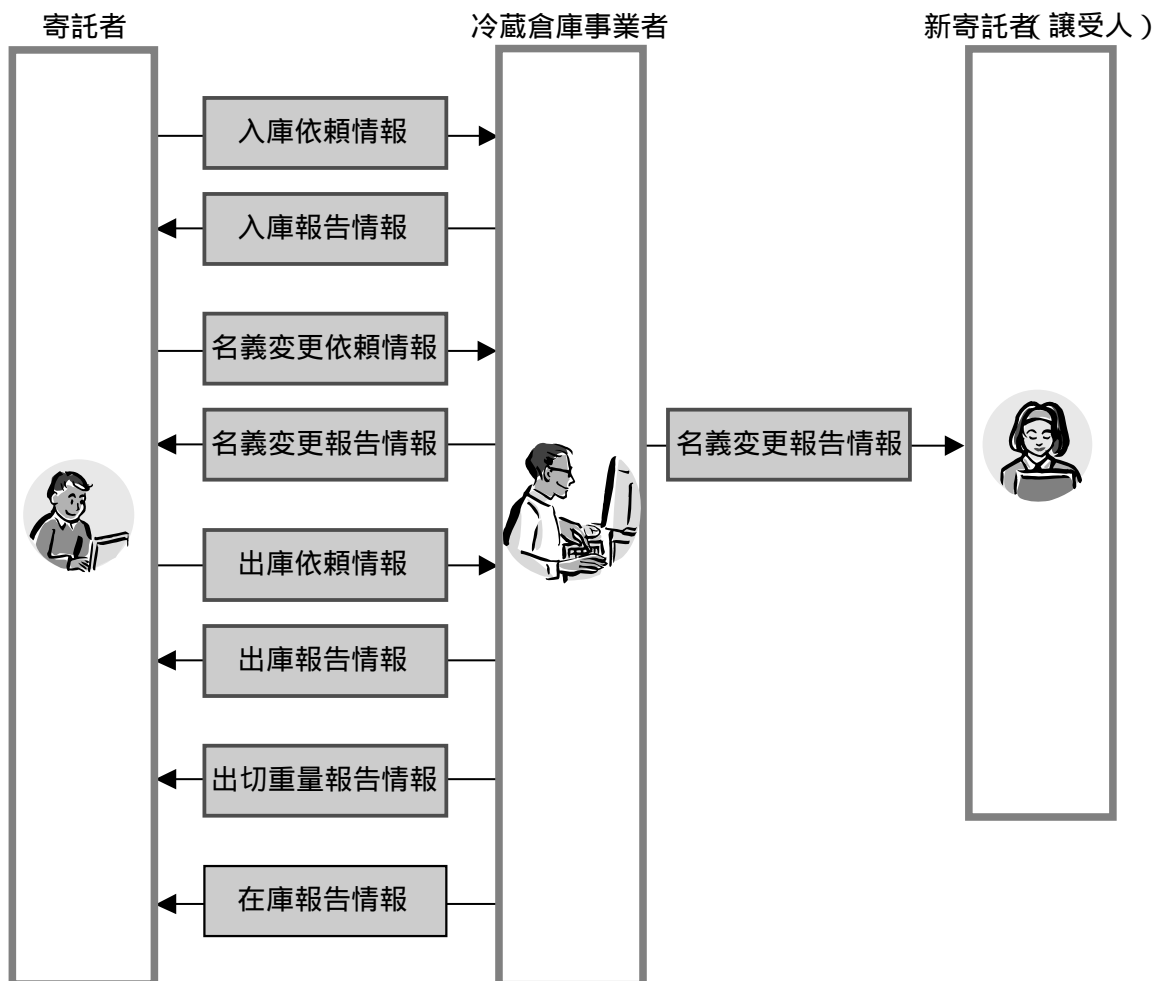 寄託者
冷蔵倉庫事業者
新寄託者(譲受人)
入庫依頼情報
入庫報告情報
名義変更依頼情報
名義変更報告情報
名義変更報告情報
出庫依頼情報
出庫報告情報
出切重量報告情報
在庫報告情報